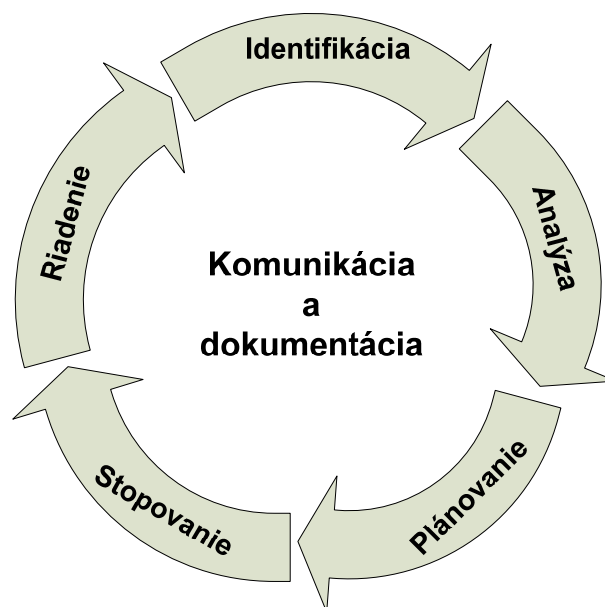 Identifikácia
Analýza
Plánovanie
Stopovanie
Riadenie
Komunikácia
a
dokumentácia